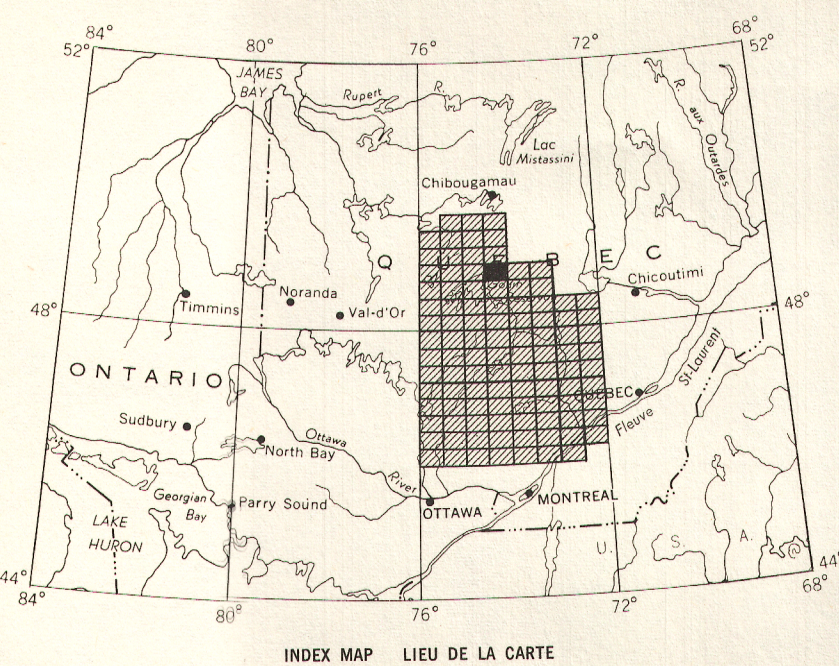 84°
80°
76°
72°
68°
52°
52°
JAMES
BAY
Rupert R.
R. aux Outardes
Lac
Mistassini
Chibougamau
Q U E B E C
Chicoutimi
Timmins
Noranda
Val-d'Or
48°
48°
ONTARIO
QUEBEC
St-Laurent
Fleuve
Sudbury
North Bay
Ottawa
River
Georgian
Bay
Parry Sound
OTTAWA
MONTREAL
LAKE
HURON
U. S. A.
44°
44°
84°
80°
76°
72°
68°
INDEX MAP LIEU DE LA CARTE